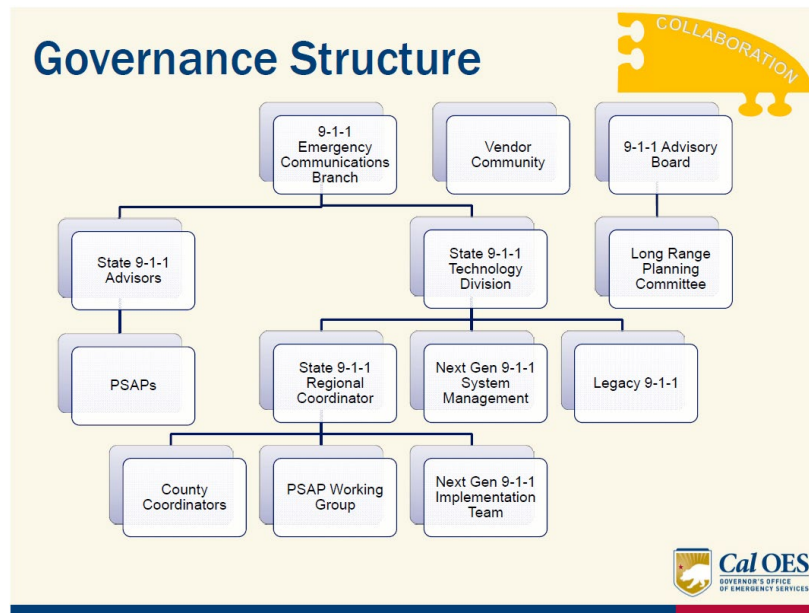 Governance Structure
COLLABORATION
9-1-1
Emergency
Communications
Branch
Vendor
Community
9-1-1 Advisory
Board
State 9-1-1
Advisors
State 9-1-1
Technology
Division
Long Range
Planning
Committee
PSAPs
State 9-1-1
Regional
Coordinator
Next Gen 9-1-1
System
Management
Legacy 9-1-1
County
Coordinators
PSAP Working
Group
Next Gen 9-1-1
Implementation
Team
Cal OES
GOVERNOR'S OFFICE
OF EMERGENCY SERVICES